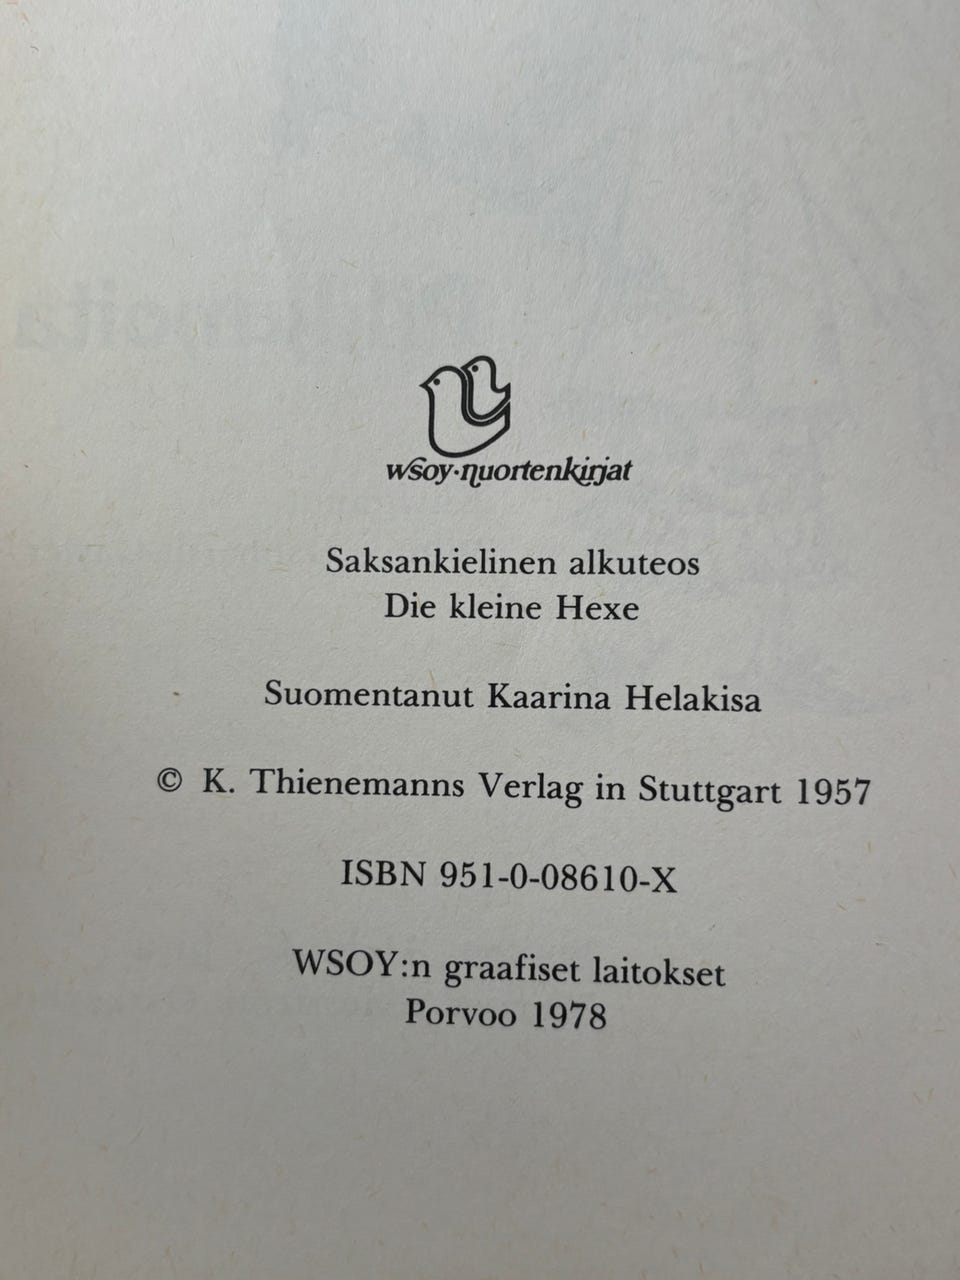 wsoy·nuortenkirjat
Saksankielinen alkuteos
Die kleine Hexe
Suomentanut Kaarina Helakisa
© K. Thienemanns Verlag in Stuttgart 1957
ISBN 951-0-08610-X
WSOY:n graafiset laitokset
Porvoo 1978